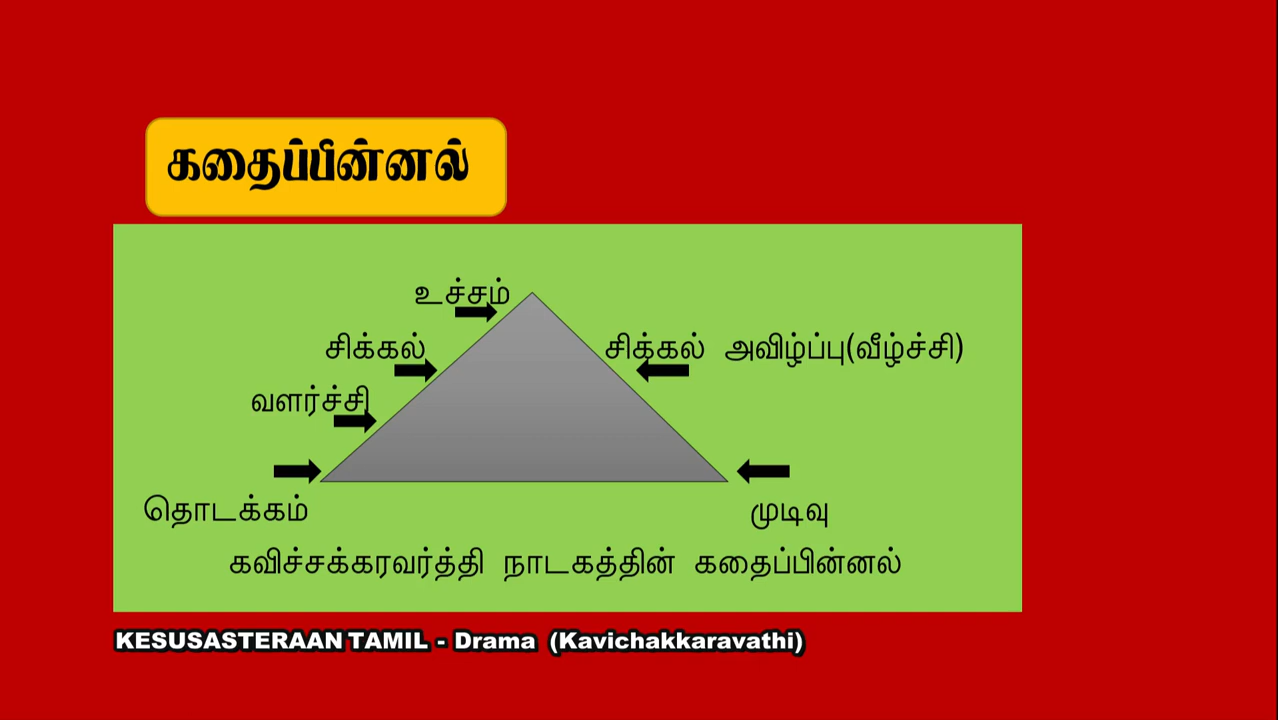 கதைப்பின்னல்
உச்சம்
சிக்கல்
சிக்கல் அவிழ்ப்பு(வீழ்ச்சி)
வளர்ச்சி
தொடக்கம்
முடிவு
கவிச்சக்கரவர்த்தி நாடகத்தின் கதைப்பின்னல்
KESUSASTERAAN TAMIL - Drama (Kavichakkaravathi)